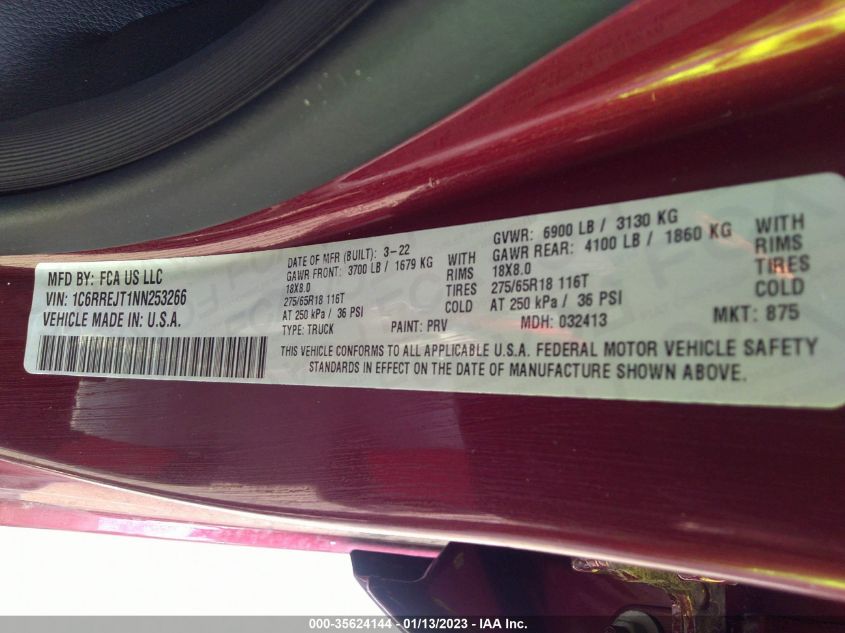 MFD BY: FCA US LLC
VIN: 1C6RREJT1NN253266
VEHICLE MADE IN: U.S.A.
DATE OF MFR (BUILT): 3-22
GAWR FRONT: 3700 LB / 1679 KG WITH
18X8.0 RIMS
275/65R18 116T TIRES
AT 250 kPa / 36 PSI COLD
GVWR: 6900 LB / 3130 KG
GAWR REAR: 4100 LB / 1860 KG WITH
18X8.0 RIMS
275/65R18 116T TIRES
AT 250 kPa / 36 PSI COLD
TYPE: TRUCK PAINT: PRV MDH: 032413 MKT: 875
THIS VEHICLE CONFORMS TO ALL APPLICABLE U.S.A. FEDERAL MOTOR VEHICLE SAFETY
STANDARDS IN EFFECT ON THE DATE OF MANUFACTURE SHOWN ABOVE.
000-35624144 - 01/13/2023 - IAA Inc.